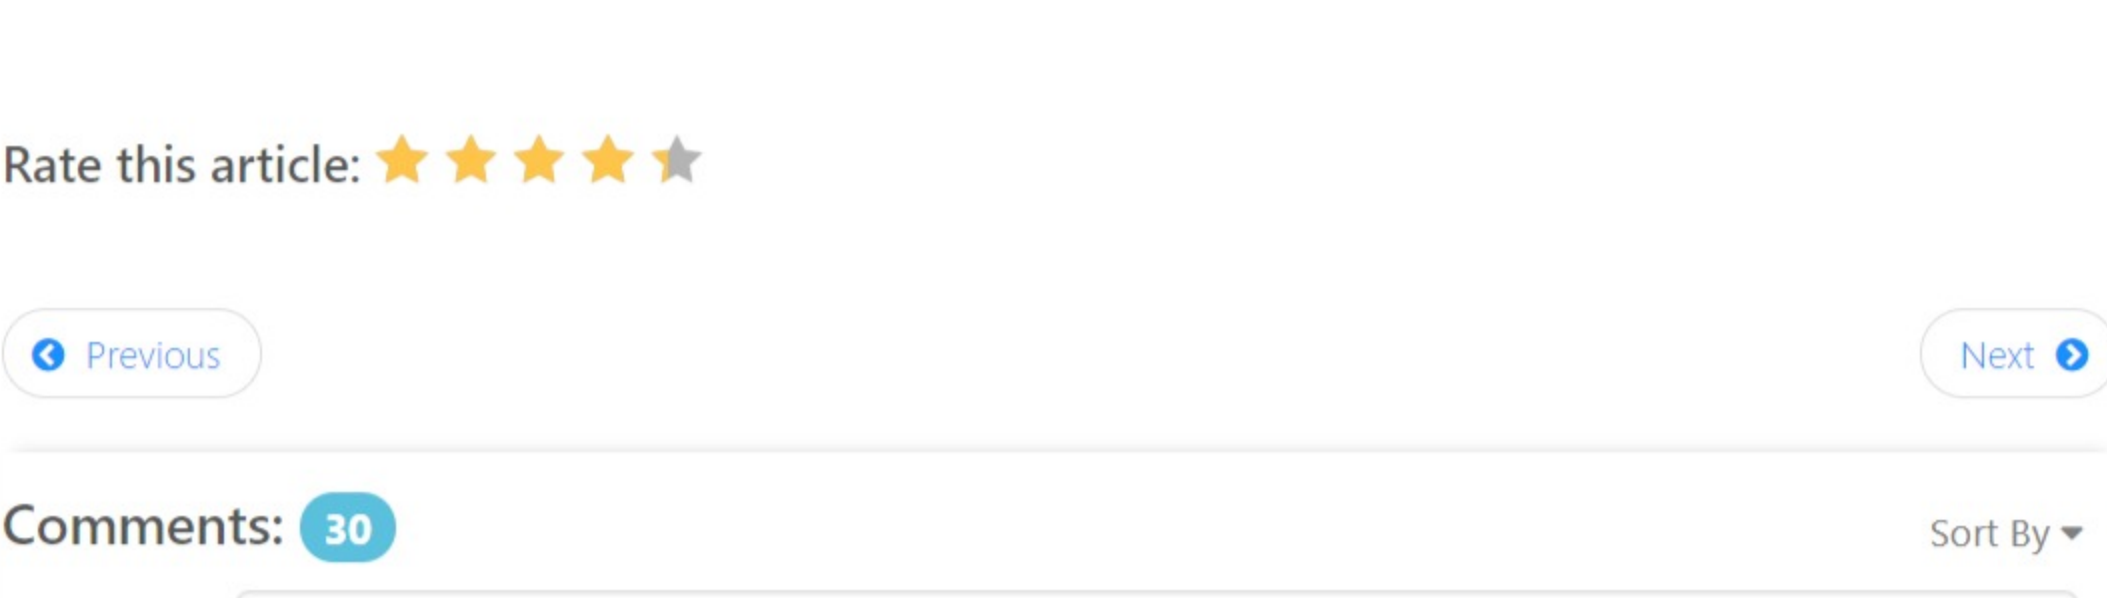 Rate this article:
Previous
Next
Comments: 30
Sort By